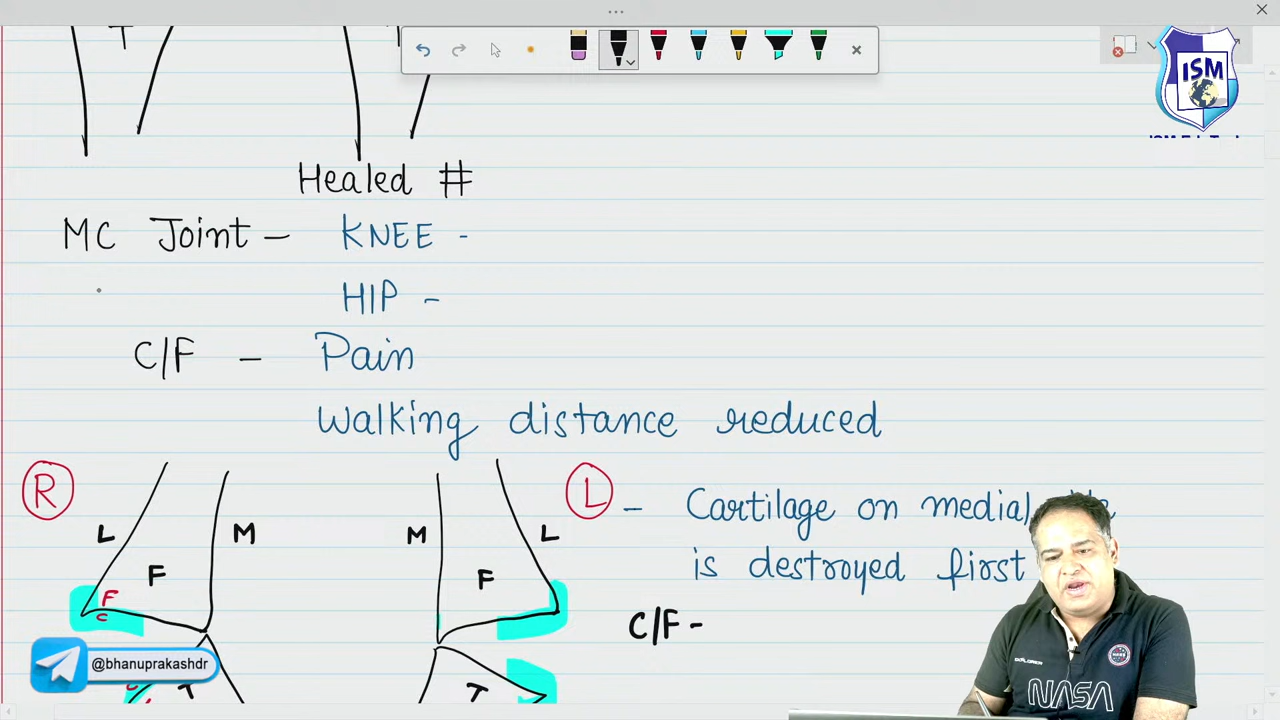 T
ISM
Healed #
MC Joint - KNEE -
HIP -
C/F - Pain
Walking distance reduced
R
L
L M
M L
F
F
F
C
- Cartilage on medial
is destroyed first
C/F -
@bhanuprakashdr
T
T
NASA